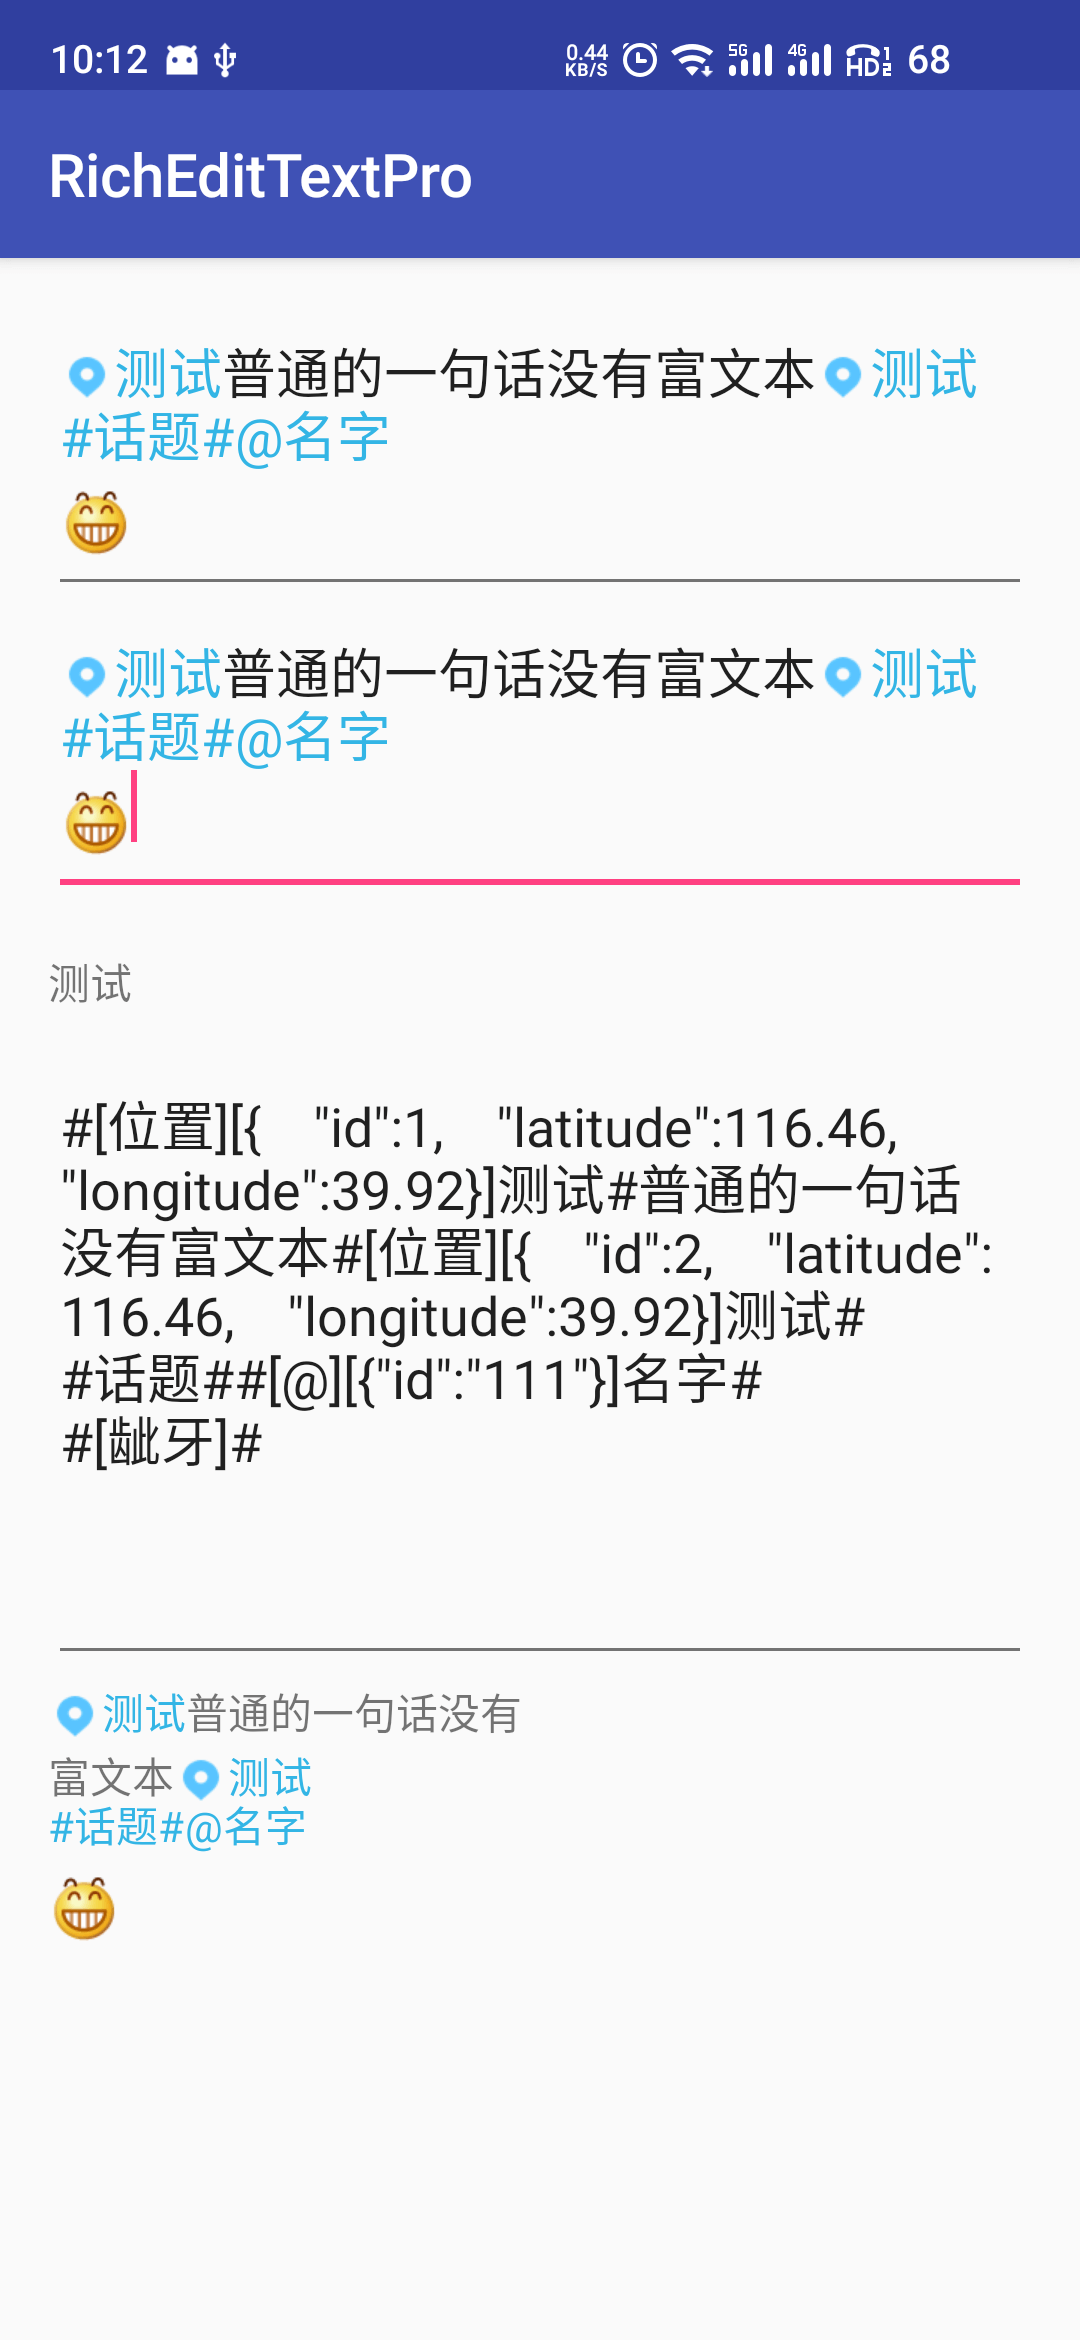 10:12 0.44 KB/S 5G 4G HD 1 2 68
RichEditTextPro
测试普通的一句话没有富文本测试
#话题#@名字
测试普通的一句话没有富文本测试
#话题#@名字
测试
#[位置][{    "id":1,    "latitude":116.46,
"longitude":39.92}]测试#普通的一句话
没有富文本#[位置][{    "id":2,    "latitude":
116.46,    "longitude":39.92}]测试#
#话题##[@][{"id":"111"}]名字#
#[龇牙]#
测试普通的一句话没有
富文本测试
#话题#@名字